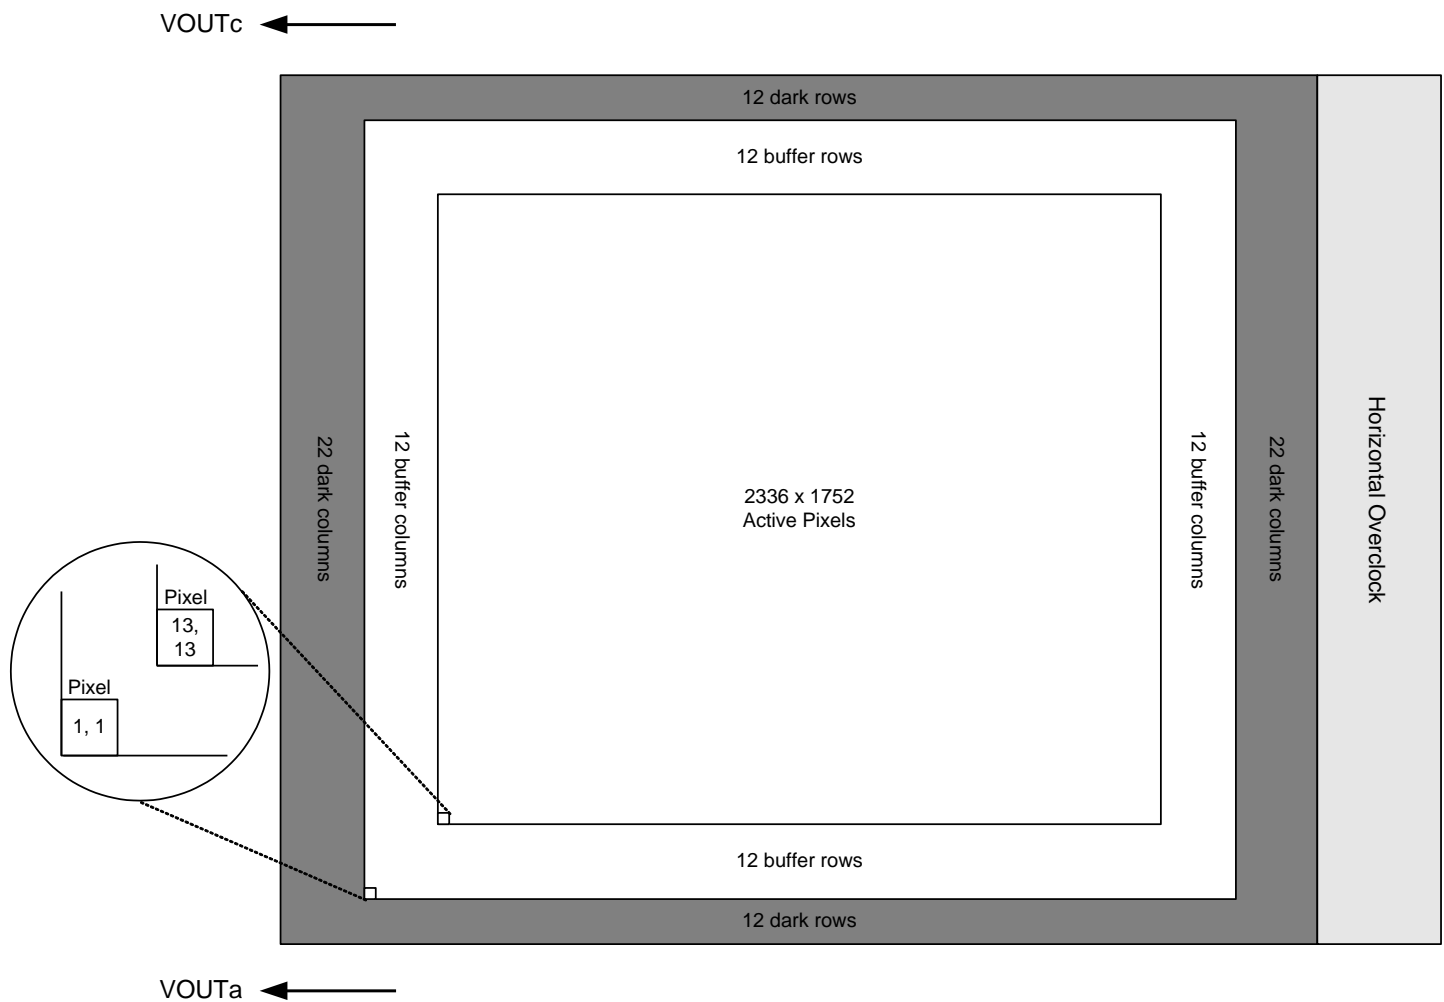 VOUTc
12 dark rows
12 buffer rows
22 dark columns
12 buffer columns
2336 x 1752
Active Pixels
12 buffer columns
22 dark columns
Horizontal Overclock
Pixel
13,
13
Pixel
1, 1
12 buffer rows
12 dark rows
VOUTa